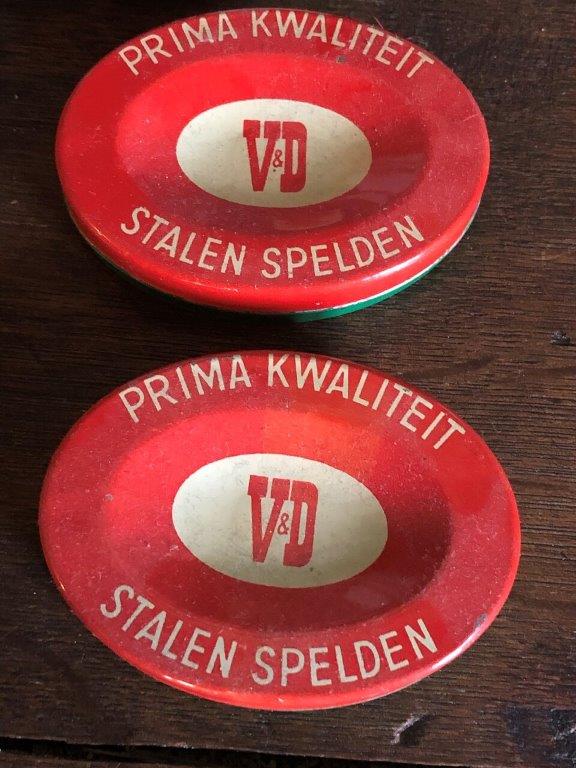 PRIMA KWALITEIT
V&D
STALEN SPELDEN
PRIMA KWALITEIT
V&D
STALEN SPELDEN